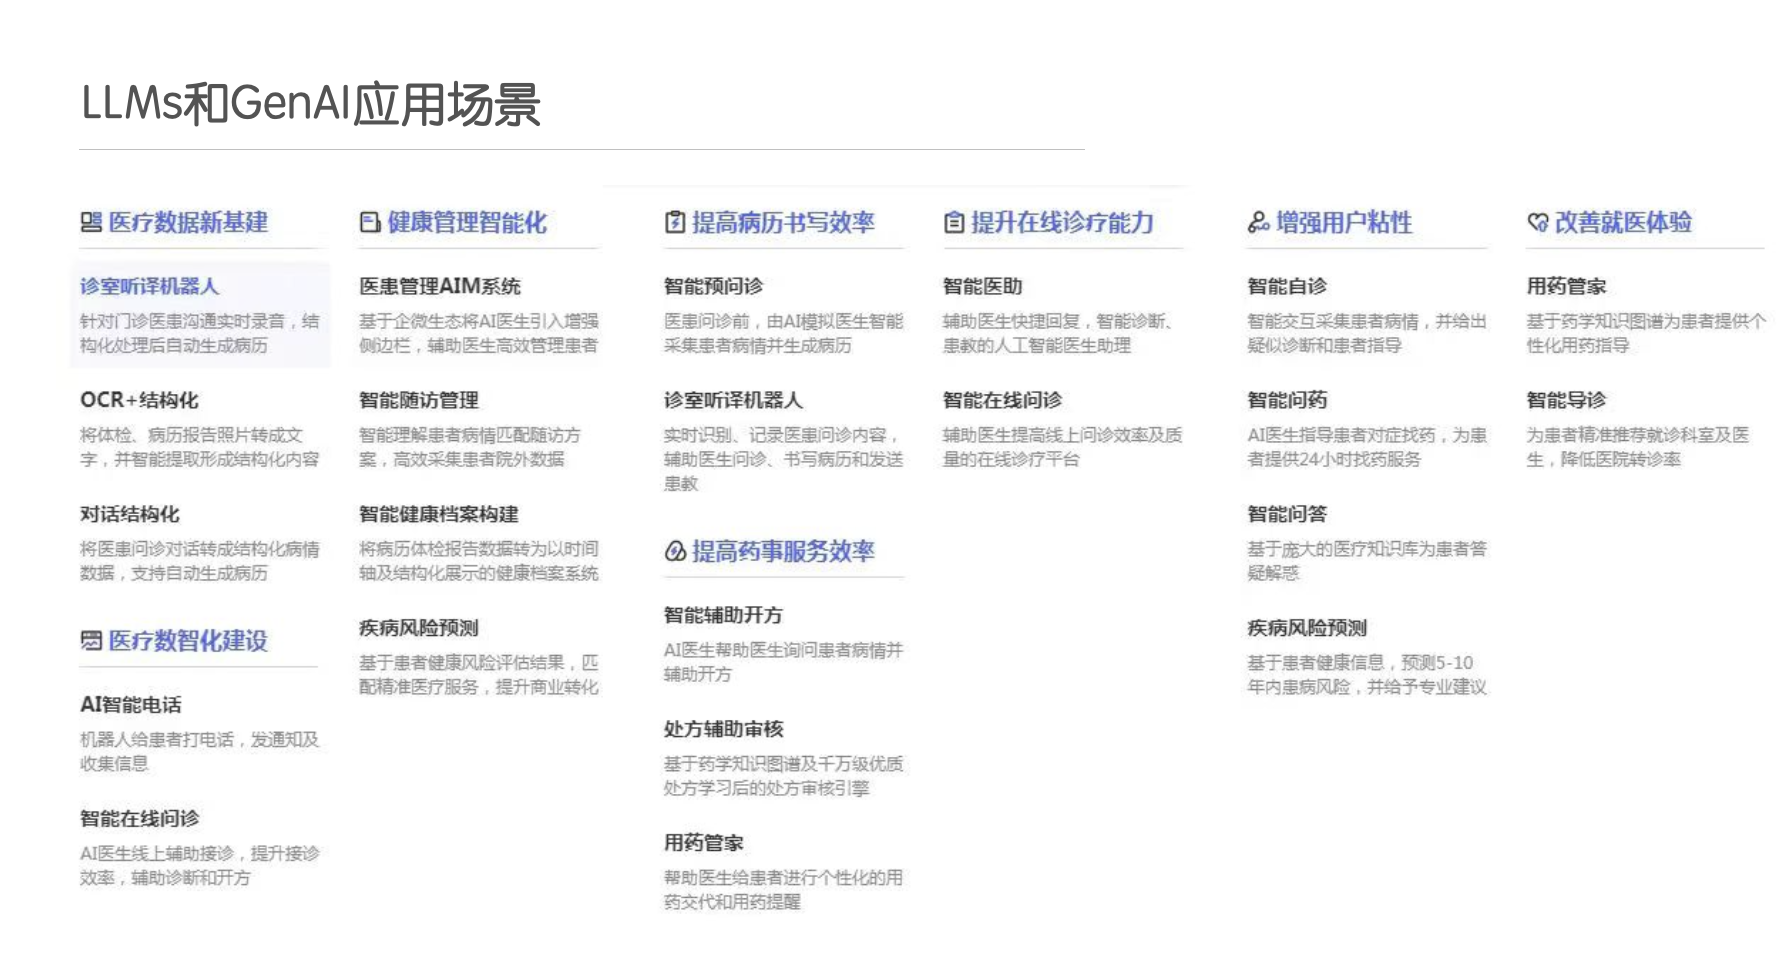 LLMs和GenAI应用场景
医疗数据新基建
诊室听译机器人
针对门诊医患沟通实时录音，结
构化处理后自动生成病历
OCR+结构化
将体检、病历报告照片转成文
字，并智能提取形成结构化内容
对话结构化
将医患问诊对话转成结构化病情
数据，支持自动生成病历
医疗数智化建设
AI智能电话
机器人给患者打电话，发通知及
收集信息
智能在线问诊
AI医生线上辅助接诊，提升接诊
效率，辅助诊断和开方
健康管理智能化
医患管理AIM系统
基于企微生态将AI医生引入增强
侧边栏，辅助医生高效管理患者
智能随访管理
智能理解患者病情匹配随访方
案，高效采集患者院外数据
智能健康档案构建
将病历体检报告数据转为以时间
轴及结构化展示的健康档案系统
疾病风险预测
基于患者健康风险评估结果，匹
配精准医疗服务，提升商业转化
提高病历书写效率
智能预问诊
医患问诊前，由AI模拟医生智能
采集患者病情并生成病历
诊室听译机器人
实时识别、记录医患问诊内容，
辅助医生问诊、书写病历和发送
患教
提高药事服务效率
智能辅助开方
AI医生帮助医生询问患者病情并
辅助开方
处方辅助审核
基于药学知识图谱及千万级优质
处方学习后的处方审核引擎
用药管家
帮助医生给患者进行个性化的用
药交代和用药提醒
提升在线诊疗能力
智能医助
辅助医生快捷回复，智能诊断、
患教的人工智能医生助理
智能在线问诊
辅助医生提高线上问诊效率及质
量的在线诊疗平台
增强用户粘性
智能自诊
智能交互采集患者病情，并给出
疑似诊断和患者指导
智能问药
AI医生指导患者对症找药，为患
者提供24小时找药服务
智能问答
基于庞大的医疗知识库为患者答
疑解惑
疾病风险预测
基于患者健康信息，预测5-10
年内患病风险，并给予专业建议
改善就医体验
用药管家
基于药学知识图谱为患者提供个
性化用药指导
智能导诊
为患者精准推荐就诊科室及医
生，降低医院转诊率